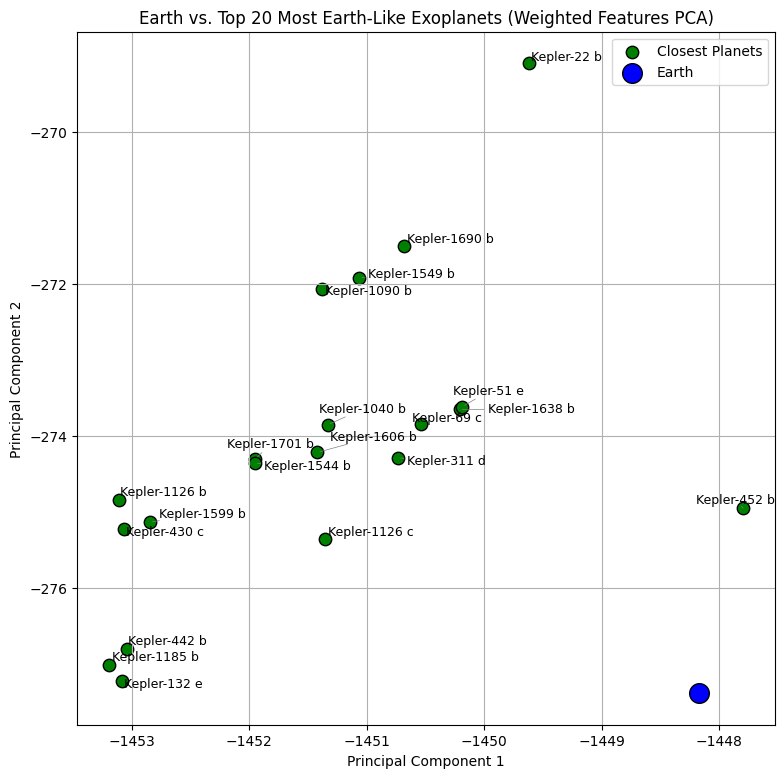 Earth vs. Top 20 Most Earth-Like Exoplanets (Weighted Features PCA)
Closest Planets
Earth
Kepler-22 b
Kepler-1690 b
Kepler-1549 b
Kepler-1090 b
Kepler-51 e
Kepler-1638 b
Kepler-1040 b
Kepler-69 c
Kepler-1606 b
Kepler-1701 b
Kepler-1544 b
Kepler-311 d
Kepler-1126 b
Kepler-452 b
Kepler-1599 b
Kepler-430 c
Kepler-1126 c
Kepler-442 b
Kepler-1185 b
Kepler-132 e
−270
−272
−274
−276
Principal Component 2
−1453
−1452
−1451
−1450
−1449
−1448
Principal Component 1